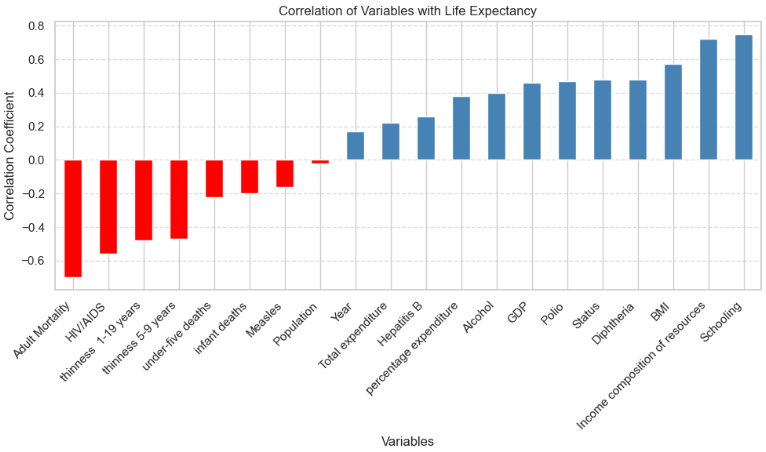 Correlation of Variables with Life Expectancy
Correlation Coefficient
0.8
0.6
0.4
0.2
0.0
−0.2
−0.4
−0.6
Adult Mortality
HIV/AIDS
thinness  1-19 years
thinness 5-9 years
under-five deaths
infant deaths
Measles
Population
Year
Total expenditure
Hepatitis B
percentage expenditure
Alcohol
GDP
Polio
Status
Diphtheria
BMI
Income composition of resources
Schooling
Variables